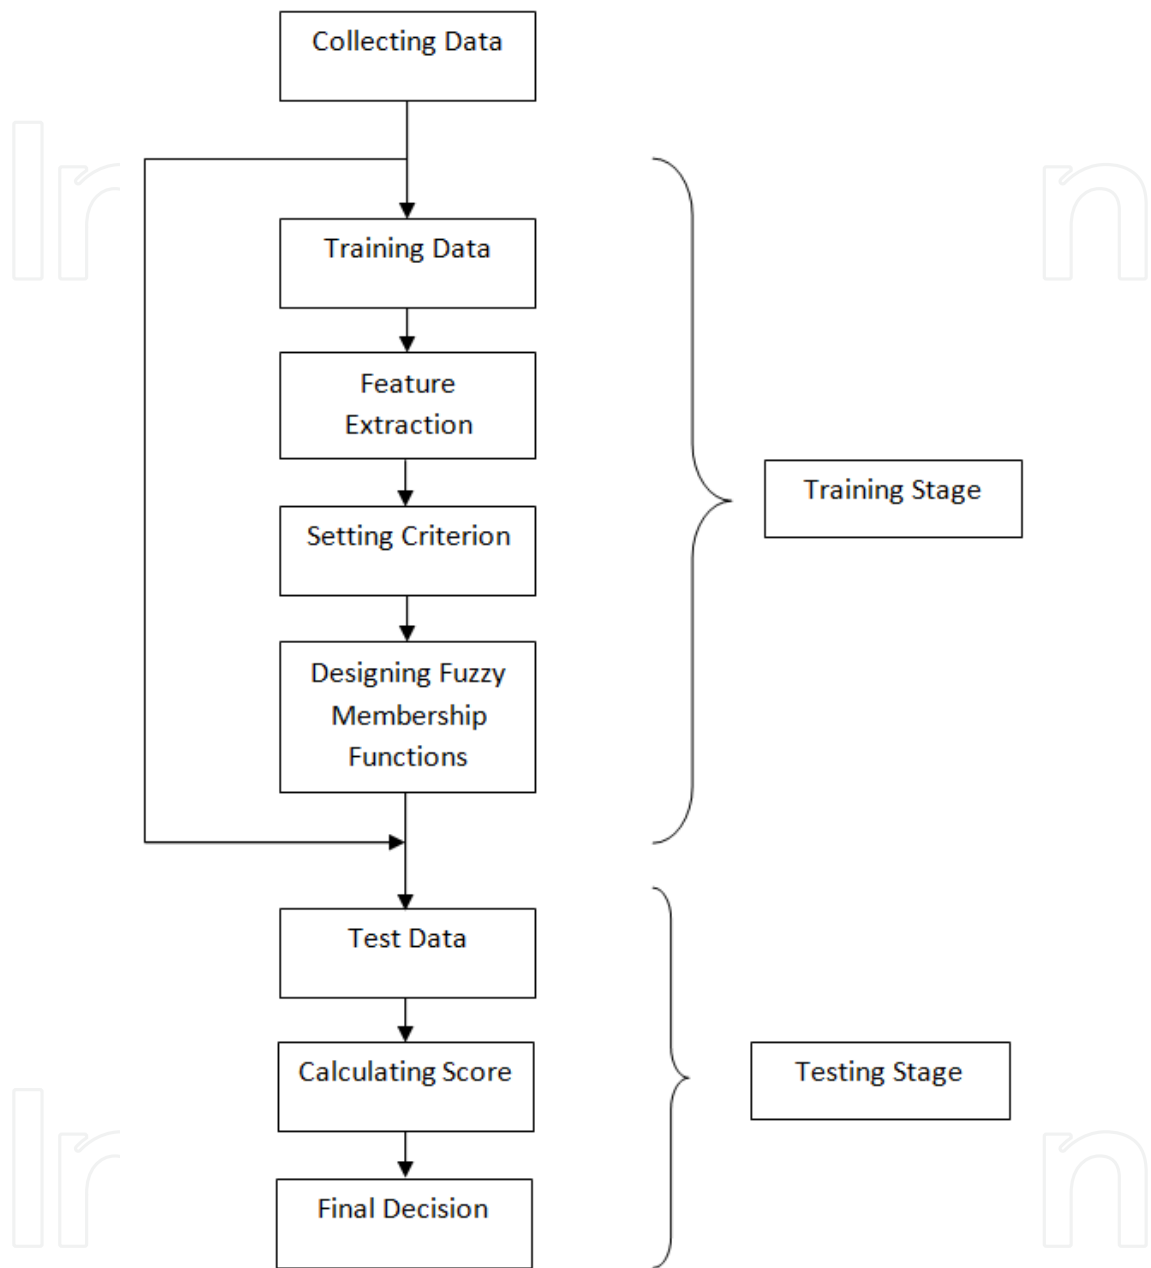 Collecting Data
Training Data
Feature
Extraction
Training Stage
Setting Criterion
Designing Fuzzy
Membership
Functions
Test Data
Calculating Score
Testing Stage
Final Decision